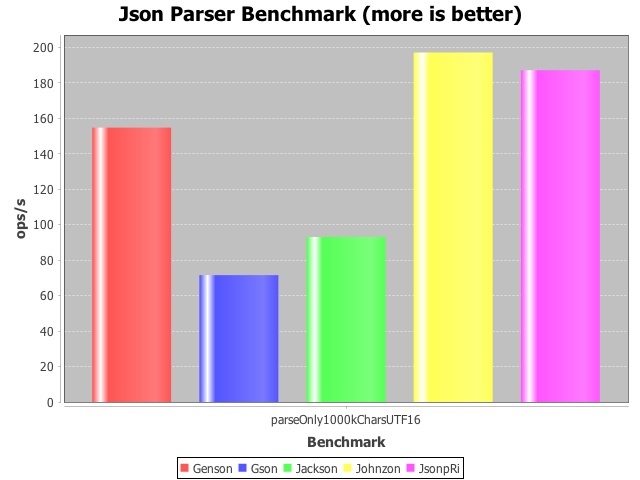 Json Parser Benchmark (more is better)
200
180
160
140
120
100
80
60
40
20
0
ops/s
parseOnly1000kCharsUTF16
Benchmark
Genson Gson Jackson Johnzon JsonpRi